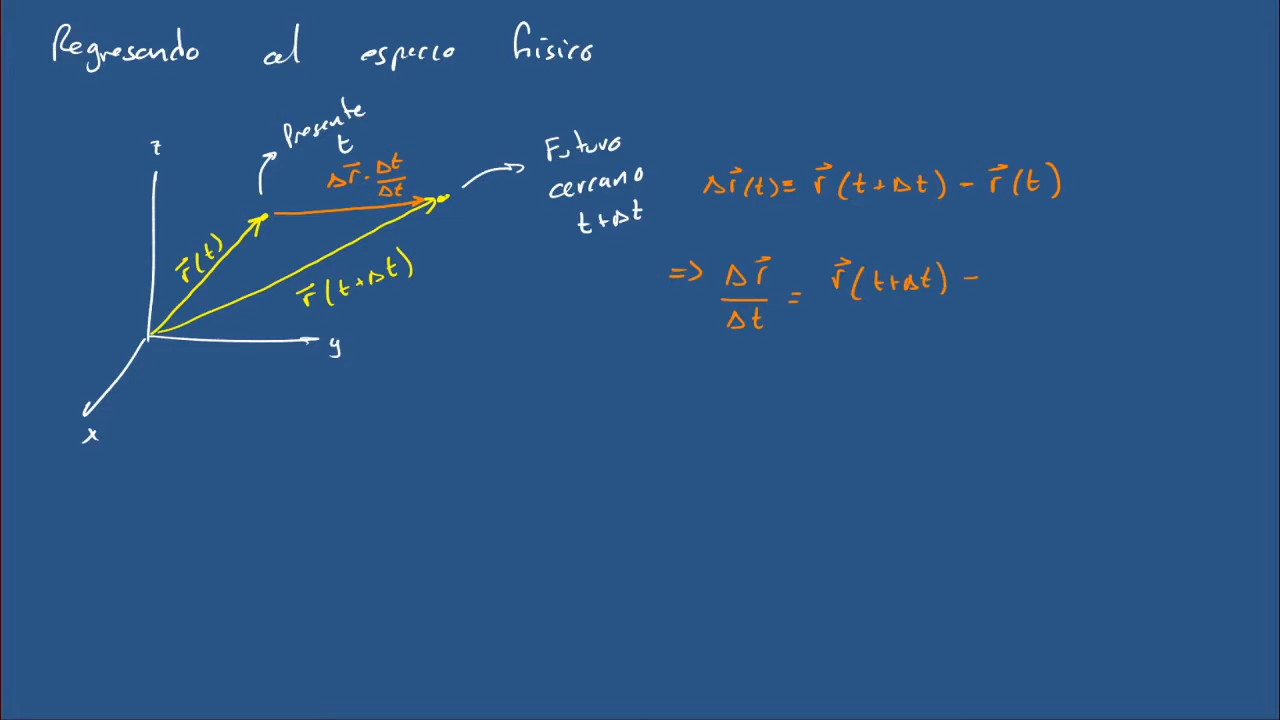 Regresando al espacio físico
z
Presente
t
Δr⃗ · Δt/Δt
Futuro
cercano
t+Δt
r⃗(t)
r⃗(t+Δt)
y
x
Δr⃗(t) = r⃗(t+Δt) - r⃗(t)
=> Δr⃗/Δt = r⃗(t+Δt) -